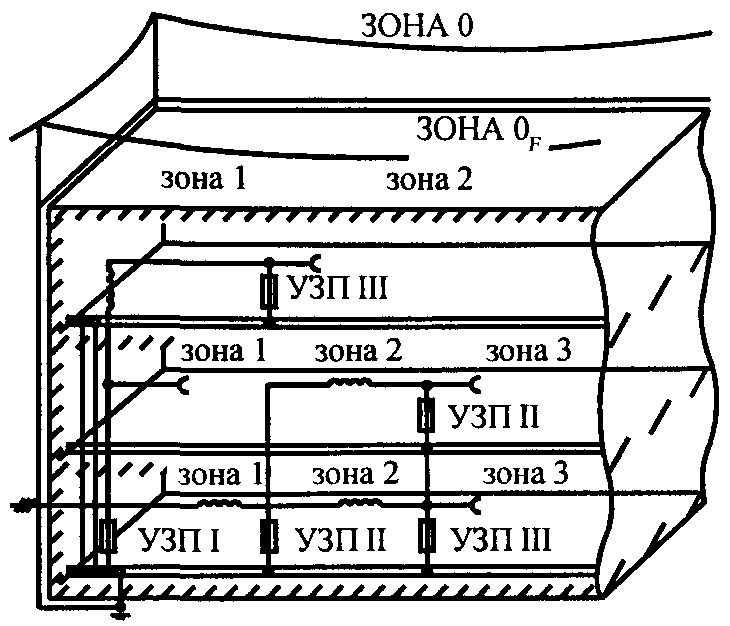 ЗОНА 0
ЗОНА 0F
зона 1 зона 2
УЗП III
зона 1 зона 2 зона 3
УЗП II
зона 1 зона 2 зона 3
УЗП I УЗП II УЗП III